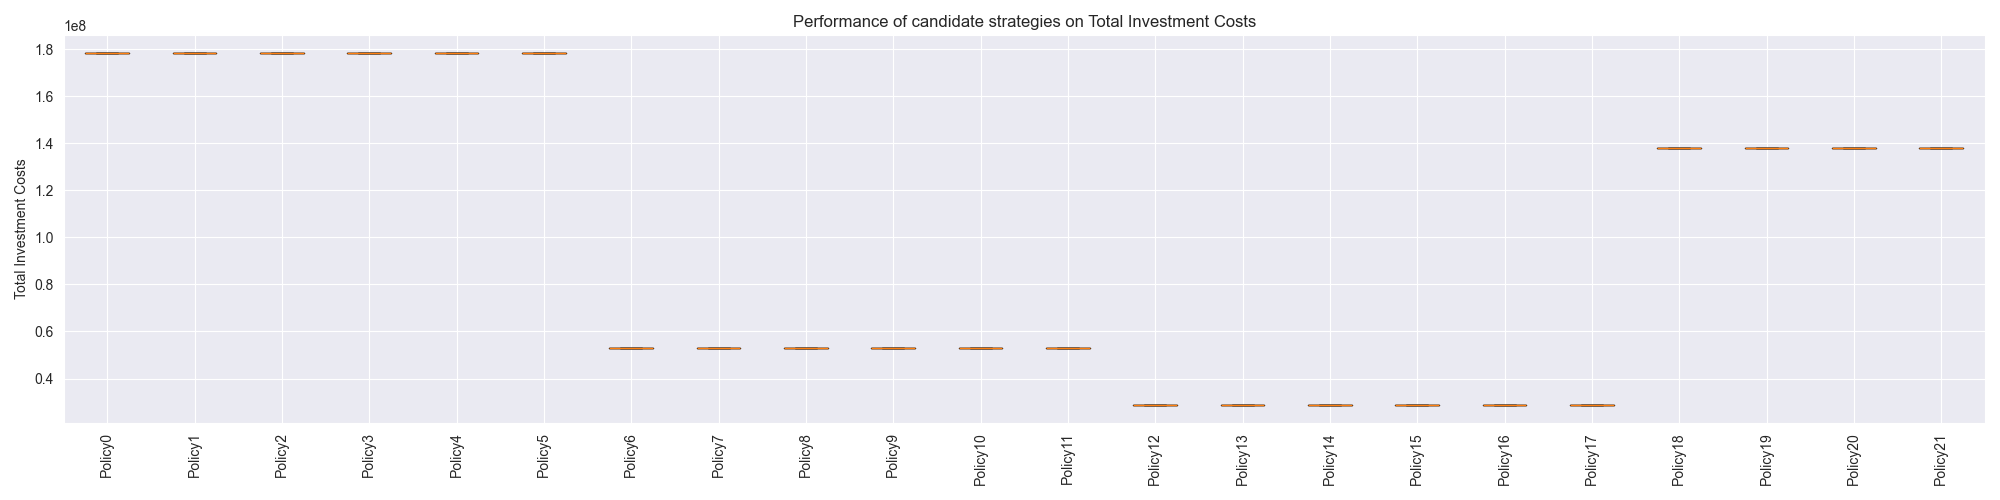 Performance of candidate strategies on Total Investment Costs
1e8
1.8
1.6
1.4
1.2
1.0
0.8
0.6
0.4
Total Investment Costs
Policy0
Policy1
Policy2
Policy3
Policy4
Policy5
Policy6
Policy7
Policy8
Policy9
Policy10
Policy11
Policy12
Policy13
Policy14
Policy15
Policy16
Policy17
Policy18
Policy19
Policy20
Policy21